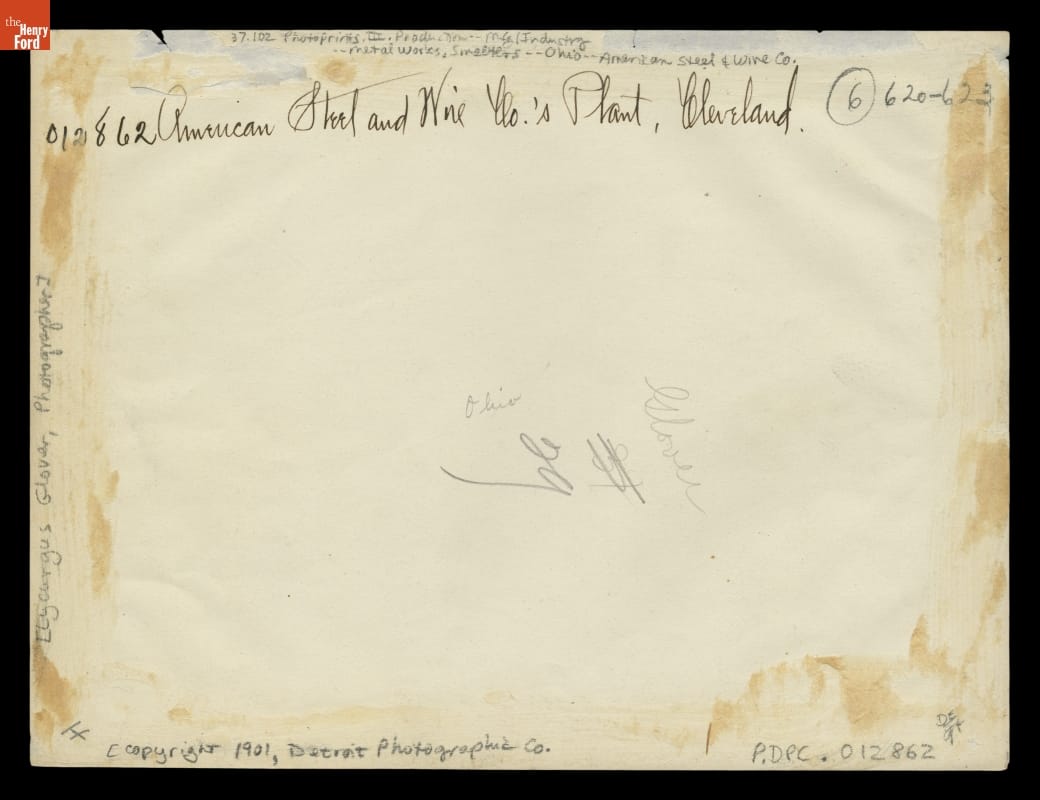 the
Henry
Ford
37.102 Photoprints. III. Production -- Mfg/Industry
-- Metal Works, Smelters -- Ohio -- American Steel & Wire Co.
012862 American Steel and Wire Co.'s Plant, Cleveland.
6 620-623
[Lycurgus Glover, Photographer]
Ohio
Glover
[copyright 1901, Detroit Photographic Co.
P.DPC. 012862